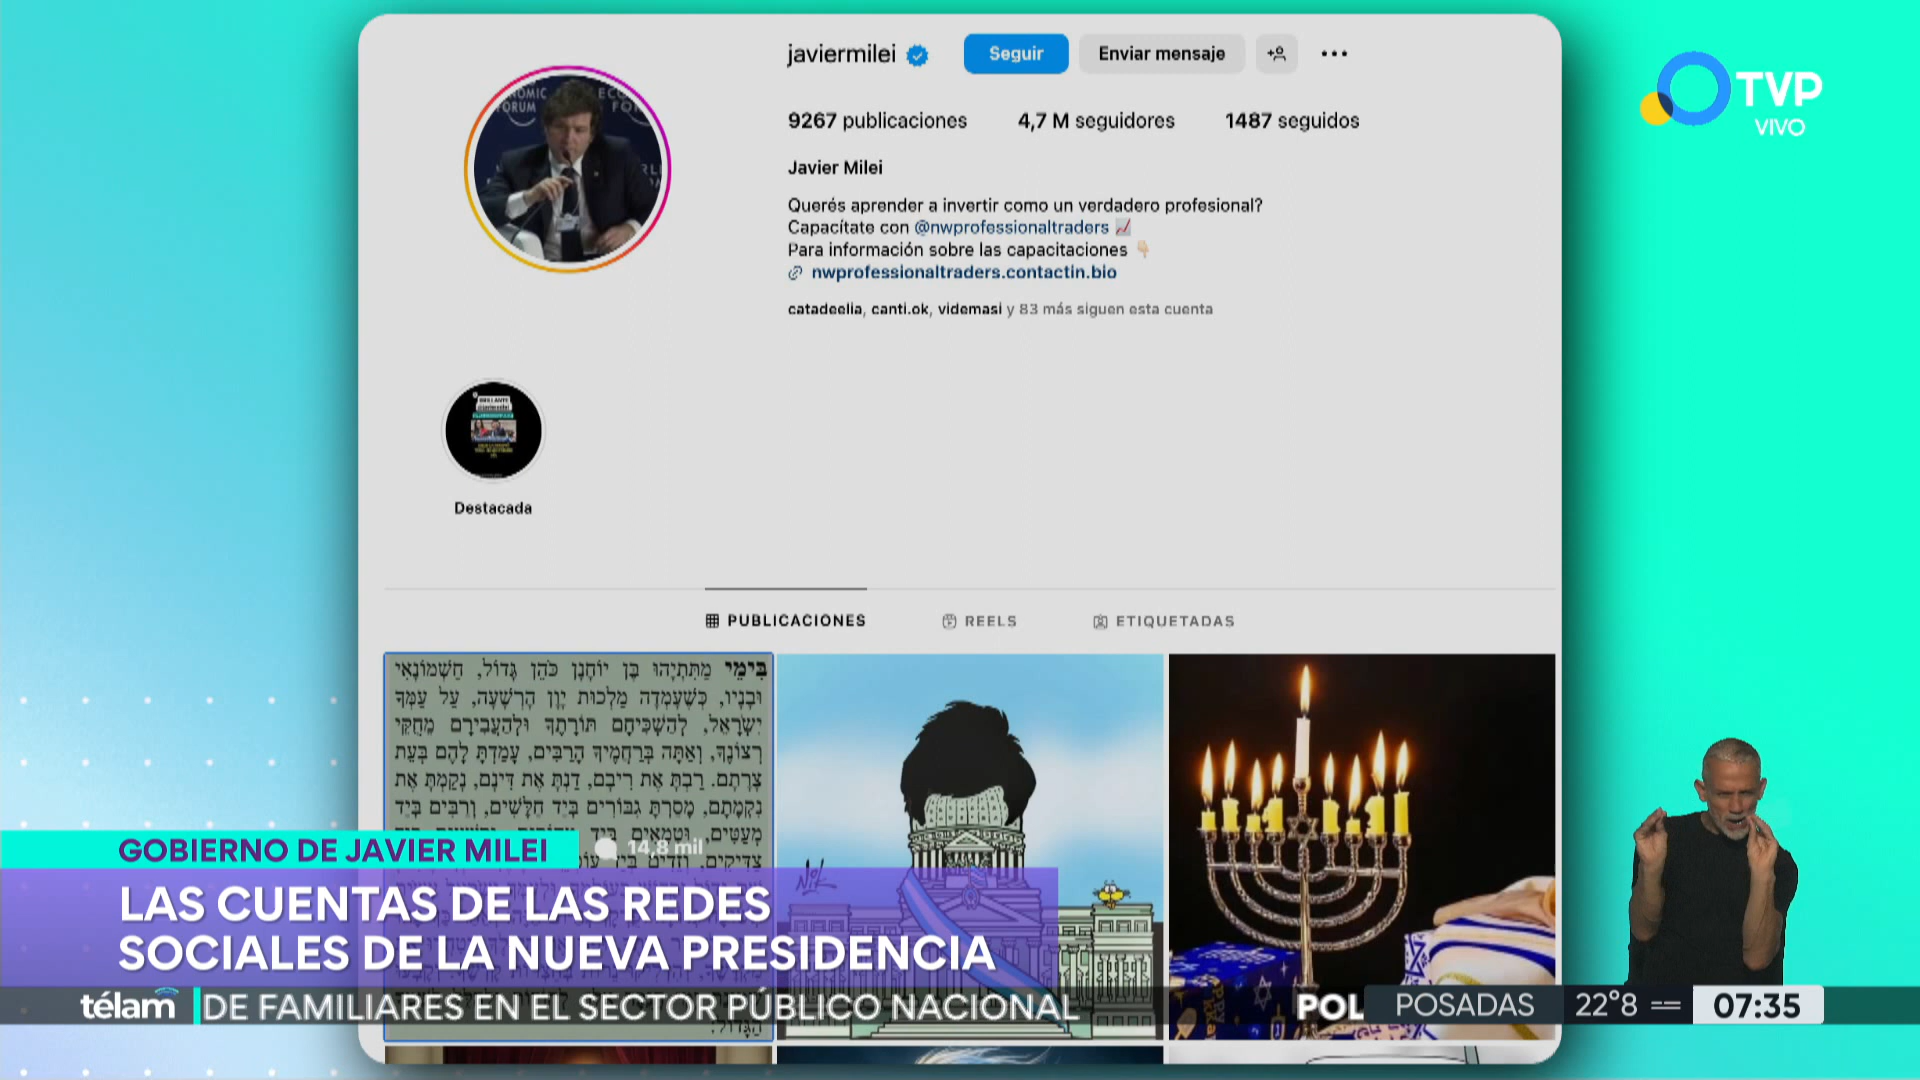 javiermilei
Seguir
Enviar mensaje
9267 publicaciones
4,7 M seguidores
1487 seguidos
Javier Milei
Querés aprender a invertir como un verdadero profesional?
Capacítate con @nwprofessionaltraders
Para información sobre las capacitaciones
nwprofessionaltraders.contactin.bio
catadeelia, canti.ok, videmasi y 83 más siguen esta cuenta
Destacada
TVP
VIVO
PUBLICACIONES
REELS
ETIQUETADAS
בִּימֵי מַתִּתְיָהוּ בֶּן יוֹחָנָן כֹּהֵן גָּדוֹל, חַשְׁמוֹנָאִי
וּבָנָיו, כְּשֶׁעָמְדָה מַלְכוּת יָוָן הָרְשָׁעָה, עַל עַמְּךָ
יִשְׂרָאֵל, לְהַשְׁכִּיחָם תּוֹרָתֶךָ וּלְהַעֲבִירָם מֵחֻקֵּי
רְצוֹנֶךָ, וְאַתָּה בְּרַחֲמֶיךָ הָרַבִּים, עָמַדְתָּ לָהֶם בְּעֵת
צָרָתָם. רַבְתָּ אֶת רִיבָם, דַּנְתָּ אֶת דִּינָם, נָקַמְתָּ אֶת
נִקְמָתָם, מָסַרְתָּ גִבּוֹרִים בְּיַד חַלָּשִׁים, וְרַבִּים בְּיַד
14,8 mil
NIK
GOBIERNO DE JAVIER MILEI
LAS CUENTAS DE LAS REDES
SOCIALES DE LA NUEVA PRESIDENCIA
télam
DE FAMILIARES EN EL SECTOR PÚBLICO NACIONAL
POL
POSADAS
22°8
07:35